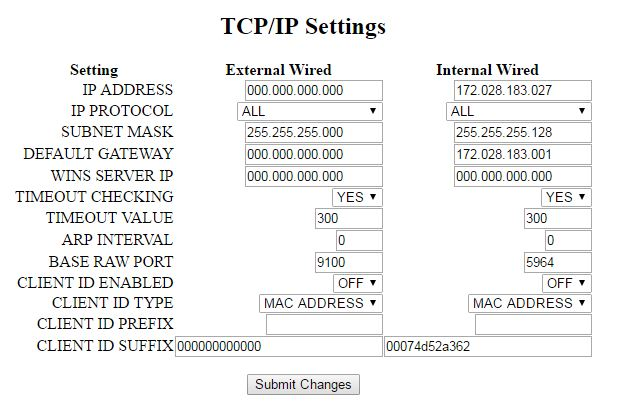 TCP/IP Settings
Setting External Wired Internal Wired
IP ADDRESS 000.000.000.000 172.028.183.027
IP PROTOCOL ALL ALL
SUBNET MASK 255.255.255.000 255.255.255.128
DEFAULT GATEWAY 000.000.000.000 172.028.183.001
WINS SERVER IP 000.000.000.000 000.000.000.000
TIMEOUT CHECKING YES YES
TIMEOUT VALUE 300 300
ARP INTERVAL 0 0
BASE RAW PORT 9100 5964
CLIENT ID ENABLED OFF OFF
CLIENT ID TYPE MAC ADDRESS MAC ADDRESS
CLIENT ID PREFIX
CLIENT ID SUFFIX 000000000000 00074d52a362
Submit Changes